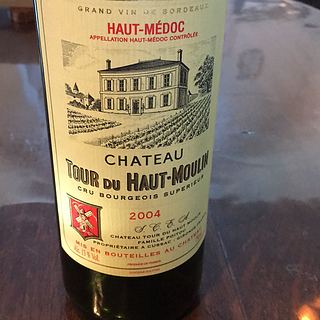 GRAND VIN DE BORDEAUX
HAUT-MÉDOC
APPELLATION HAUT-MÉDOC CONTRÔLÉE
CHATEAU
TOUR DU HAUT-MOULIN
CRU BOURGEOIS SUPERIEUR
2004
S.C.E.A.
CHATEAU TOUR DU HAUT MOULIN
FAMILLE POITOU
PROPRIÉTAIRE A CUSSAC
MIS EN BOUTEILLES AU CHATEAU